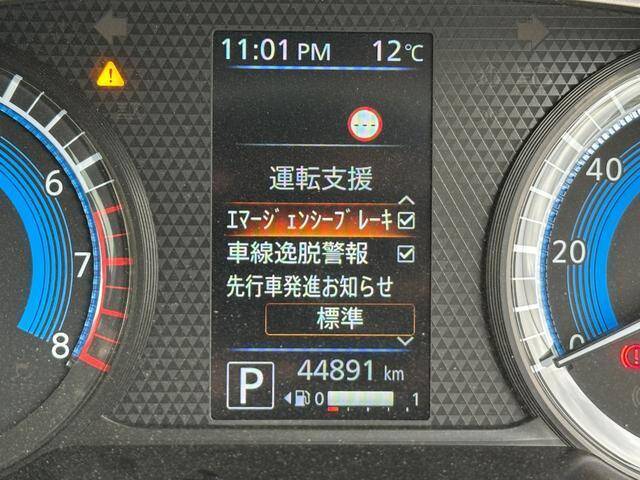 11:01 PM 12℃
運転支援
ｴﾏｰｼﾞｪﾝｼｰﾌﾞﾚｰｷ
車線逸脱警報
先行車発進お知らせ
標準
P 44891 km
0 1
6
7
8
40
20
0